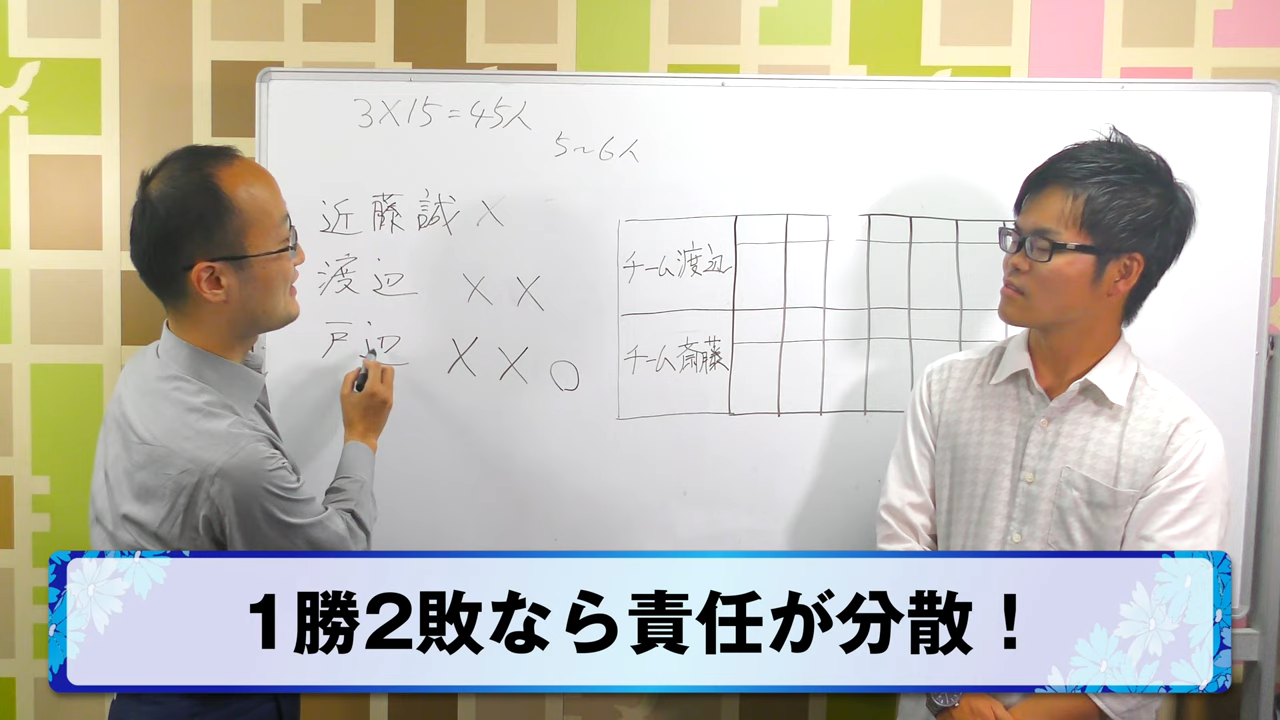 3×15=45人
5~6人
近藤誠 ×
渡辺 × ×
戸辺 × × ○
チーム渡辺
チーム斎藤
1勝2敗なら責任が分散！